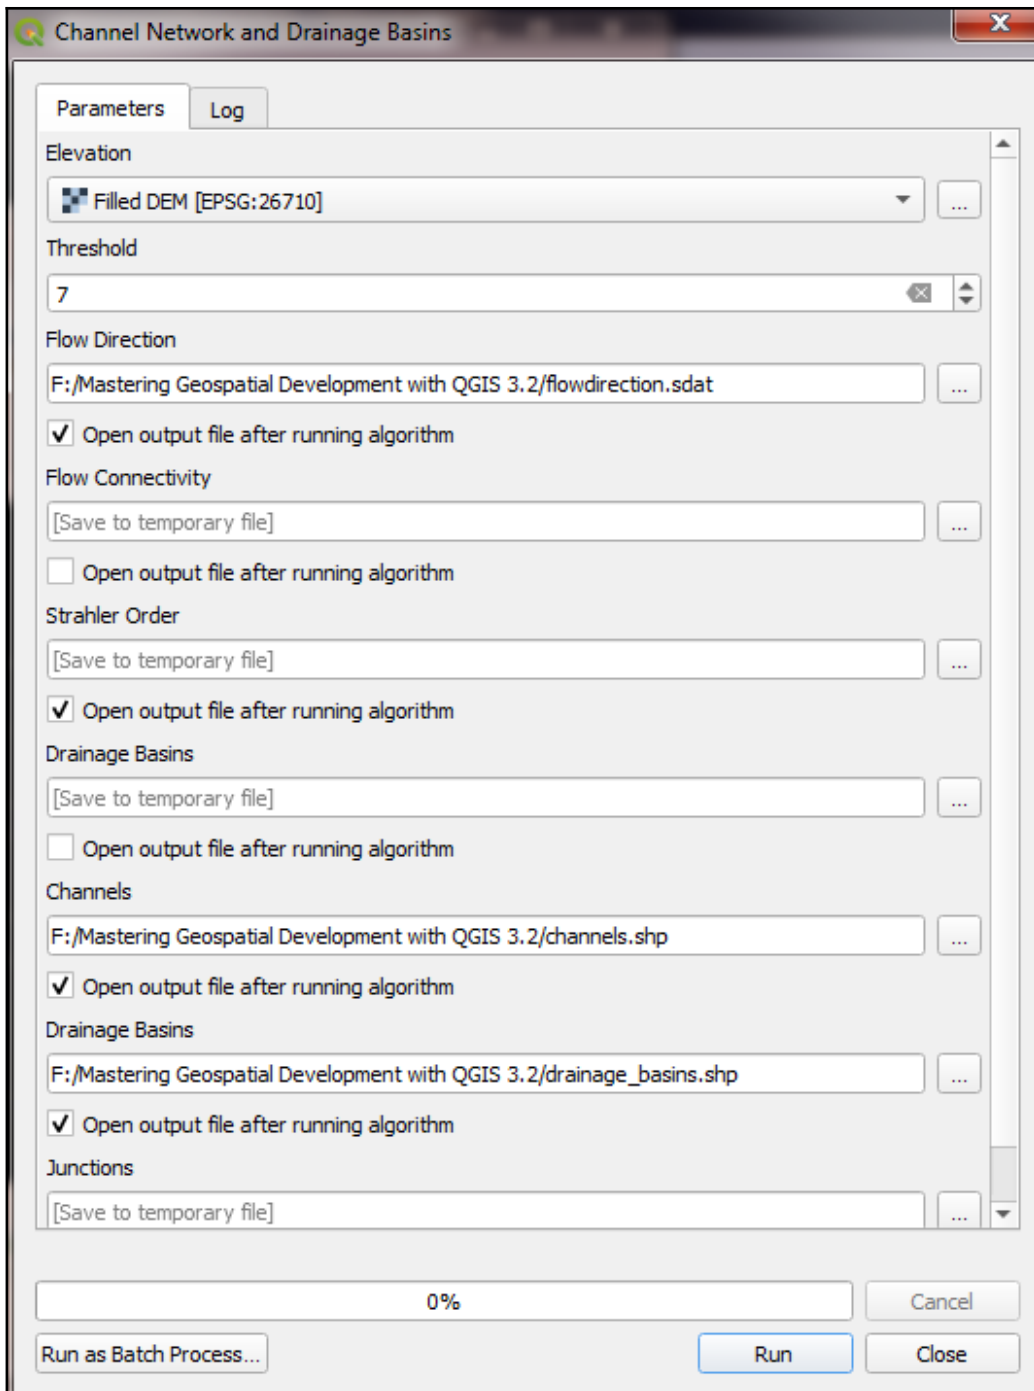 Channel Network and Drainage Basins
Parameters
Log
Elevation
Filled DEM [EPSG:26710]
...
Threshold
7
Flow Direction
F:/Mastering Geospatial Development with QGIS 3.2/flowdirection.sdat
...
Open output file after running algorithm
Flow Connectivity
[Save to temporary file]
...
Open output file after running algorithm
Strahler Order
[Save to temporary file]
...
Open output file after running algorithm
Drainage Basins
[Save to temporary file]
...
Open output file after running algorithm
Channels
F:/Mastering Geospatial Development with QGIS 3.2/channels.shp
...
Open output file after running algorithm
Drainage Basins
F:/Mastering Geospatial Development with QGIS 3.2/drainage_basins.shp
...
Open output file after running algorithm
Junctions
[Save to temporary file]
...
0%
Cancel
Run as Batch Process...
Run
Close